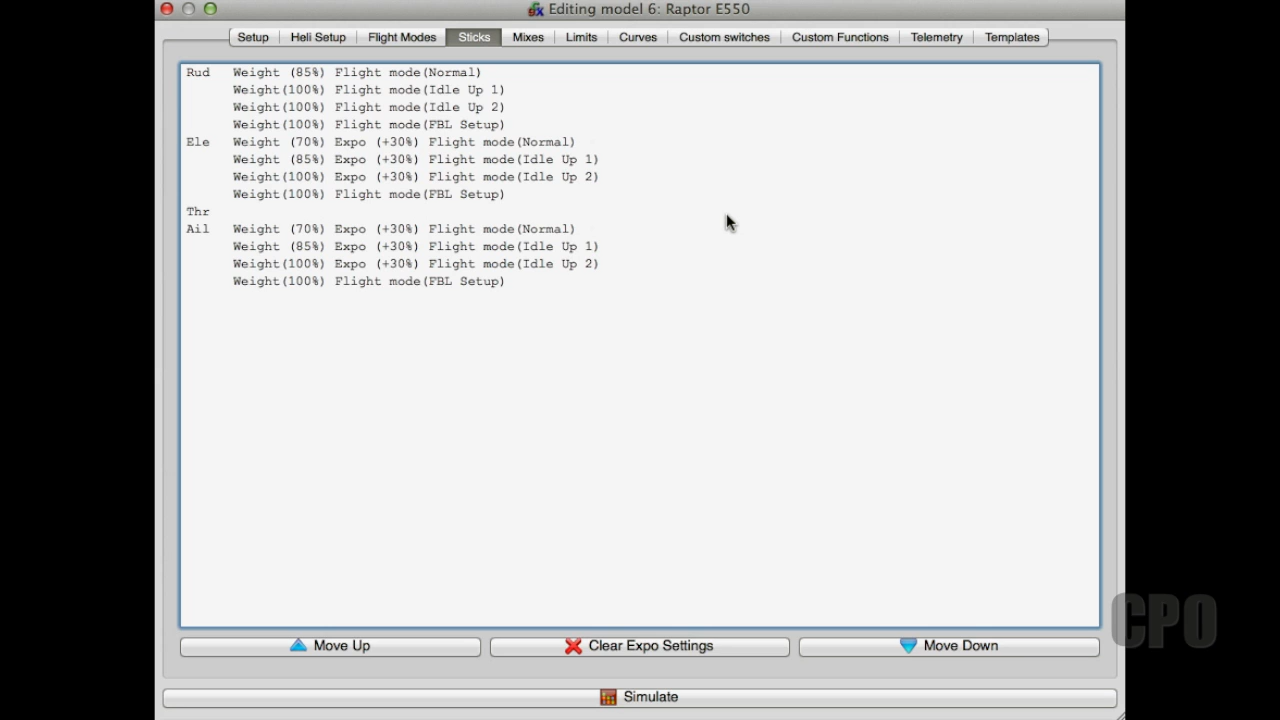 Editing model 6: Raptor E550
Setup Heli Setup Flight Modes Sticks Mixes Limits Curves Custom switches Custom Functions Telemetry Templates
Rud Weight (85%) Flight mode(Normal)
Weight(100%) Flight mode(Idle Up 1)
Weight(100%) Flight mode(Idle Up 2)
Weight(100%) Flight mode(FBL Setup)
Ele Weight (70%) Expo (+30%) Flight mode(Normal)
Weight (85%) Expo (+30%) Flight mode(Idle Up 1)
Weight(100%) Expo (+30%) Flight mode(Idle Up 2)
Weight(100%) Flight mode(FBL Setup)
Thr
Ail Weight (70%) Expo (+30%) Flight mode(Normal)
Weight (85%) Expo (+30%) Flight mode(Idle Up 1)
Weight(100%) Expo (+30%) Flight mode(Idle Up 2)
Weight(100%) Flight mode(FBL Setup)
CPO
Move Up Clear Expo Settings Move Down
Simulate